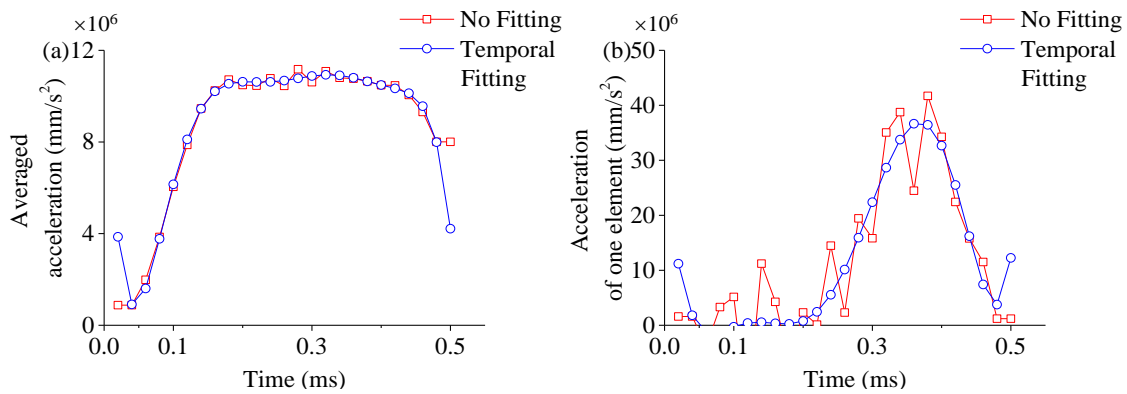 ×10⁶
No Fitting
Temporal
Fitting
(a)
12
8
4
0
0.0
0.1
0.3
0.5
Averaged
acceleration (mm/s²)
Time (ms)
×10⁶
No Fitting
Temporal
Fitting
(b)
50
40
30
20
10
0
0.0
0.1
0.3
0.5
Acceleration
of one element (mm/s²)
Time (ms)